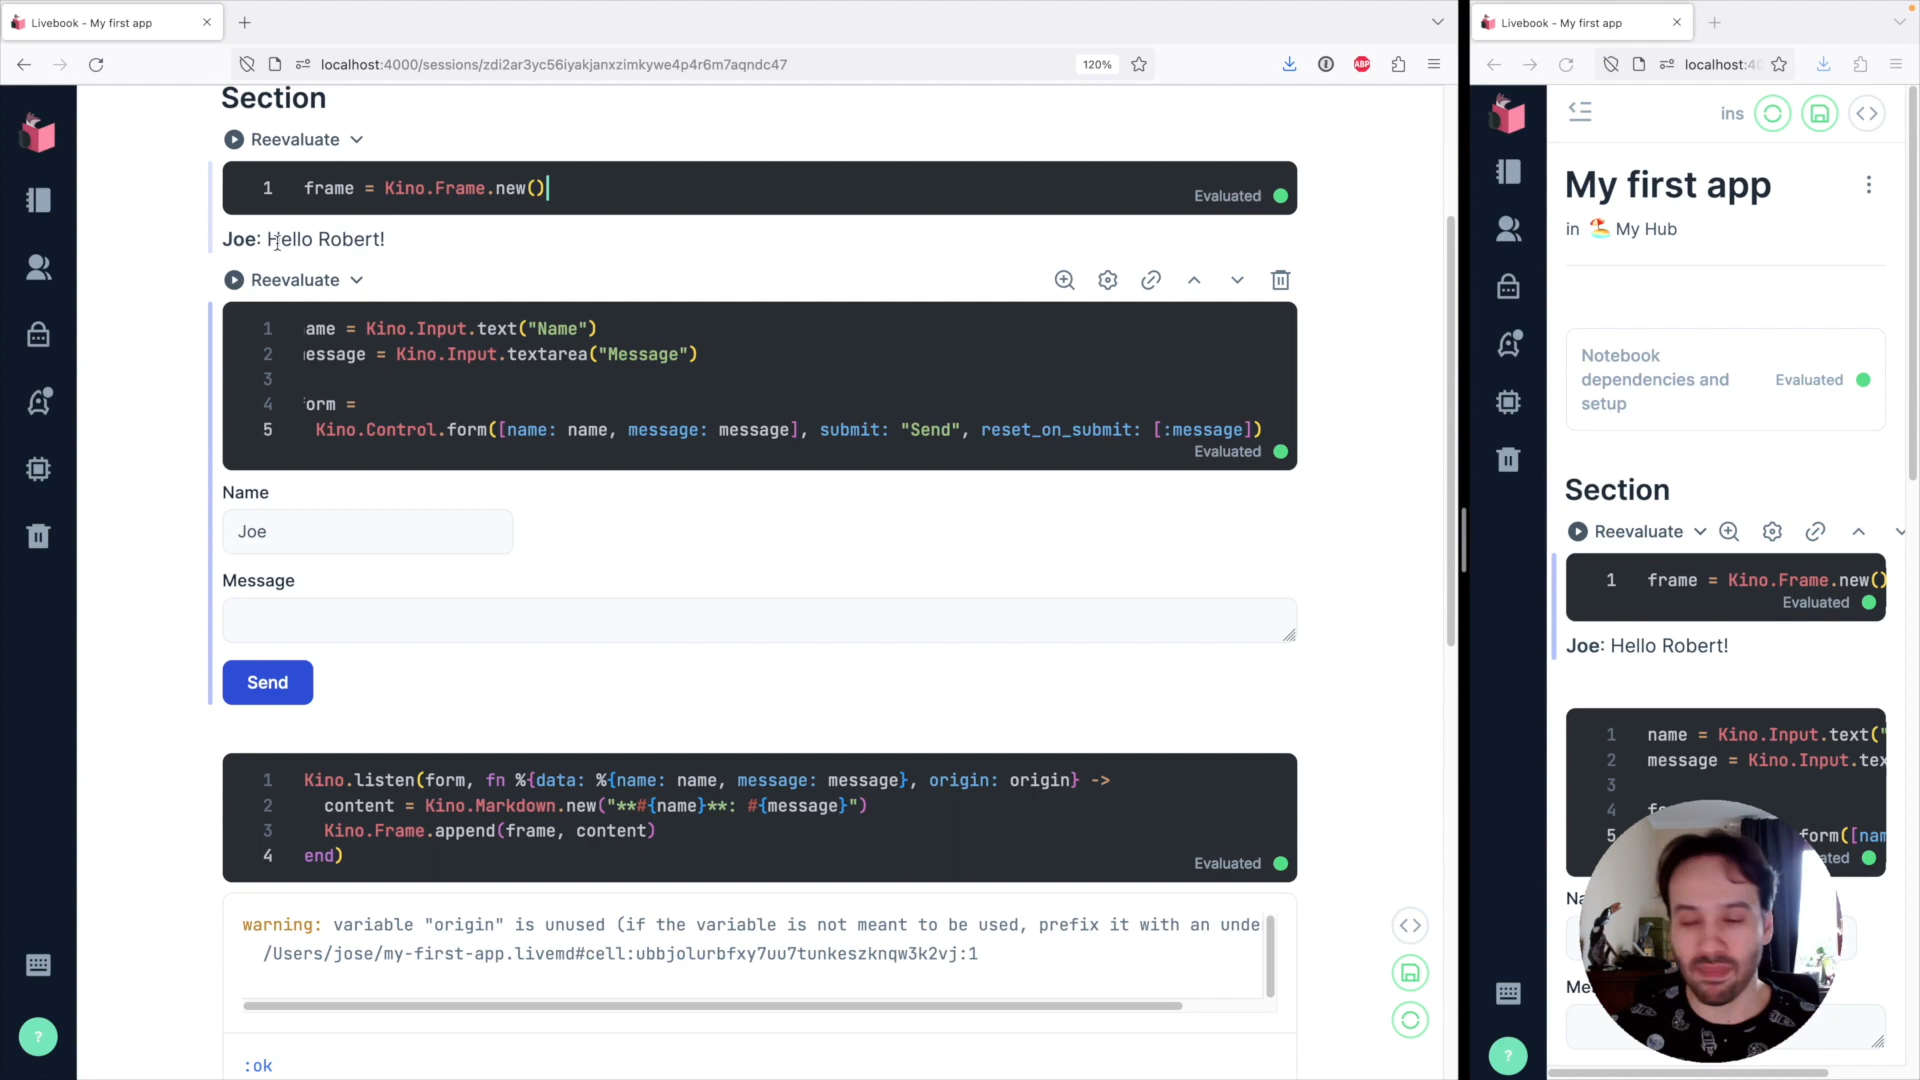 Livebook - My first app
localhost:4000/sessions/zdi2ar3yc56iyakjanxzimkywe4p4r6m7aqndc47
120%
ABP
Section
Reevaluate
1 frame = Kino.Frame.new()
Evaluated
Joe: Hello Robert!
Reevaluate
1 ame = Kino.Input.text("Name")
2 essage = Kino.Input.textarea("Message")
3
4 orm =
5 Kino.Control.form([name: name, message: message], submit: "Send", reset_on_submit: [:message])
Evaluated
Name
Joe
Message
Send
1 Kino.listen(form, fn %{data: %{name: name, message: message}, origin: origin} ->
2 content = Kino.Markdown.new("**#{name}**: #{message}")
3 Kino.Frame.append(frame, content)
4 end)
Evaluated
warning: variable "origin" is unused (if the variable is not meant to be used, prefix it with an unde
/Users/jose/my-first-app.livemd#cell:ubbjolurbfxy7uu7tunkeszknqw3k2vj:1
:ok
?
Livebook - My first app
localhost:40
ins
My first app
in My Hub
Notebook
dependencies and
setup
Evaluated
Section
Reevaluate
1 frame = Kino.Frame.new()
Evaluated
Joe: Hello Robert!
1 name = Kino.Input.text("
2 message = Kino.Input.tex
3
4 fo
5 form([nam
ated
Na
Mes
?